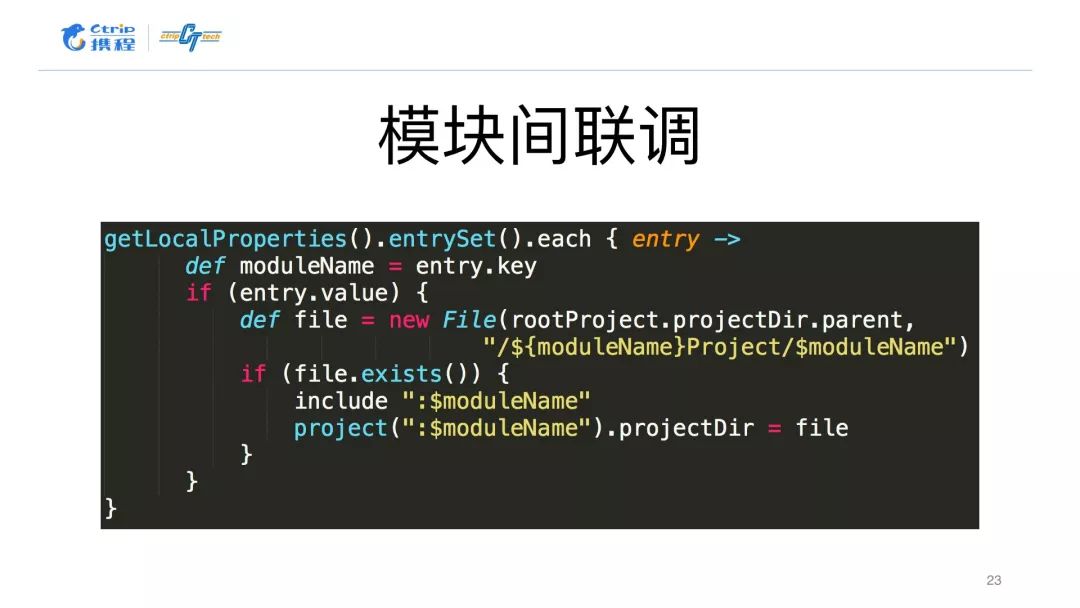 Ctrip
携程
ctrip CT tech
模块间联调
getLocalProperties().entrySet().each { entry ->
def moduleName = entry.key
if (entry.value) {
def file = new File(rootProject.projectDir.parent,
"/${moduleName}Project/$moduleName")
if (file.exists()) {
include ":$moduleName"
project(":$moduleName").projectDir = file
}
}
}
23